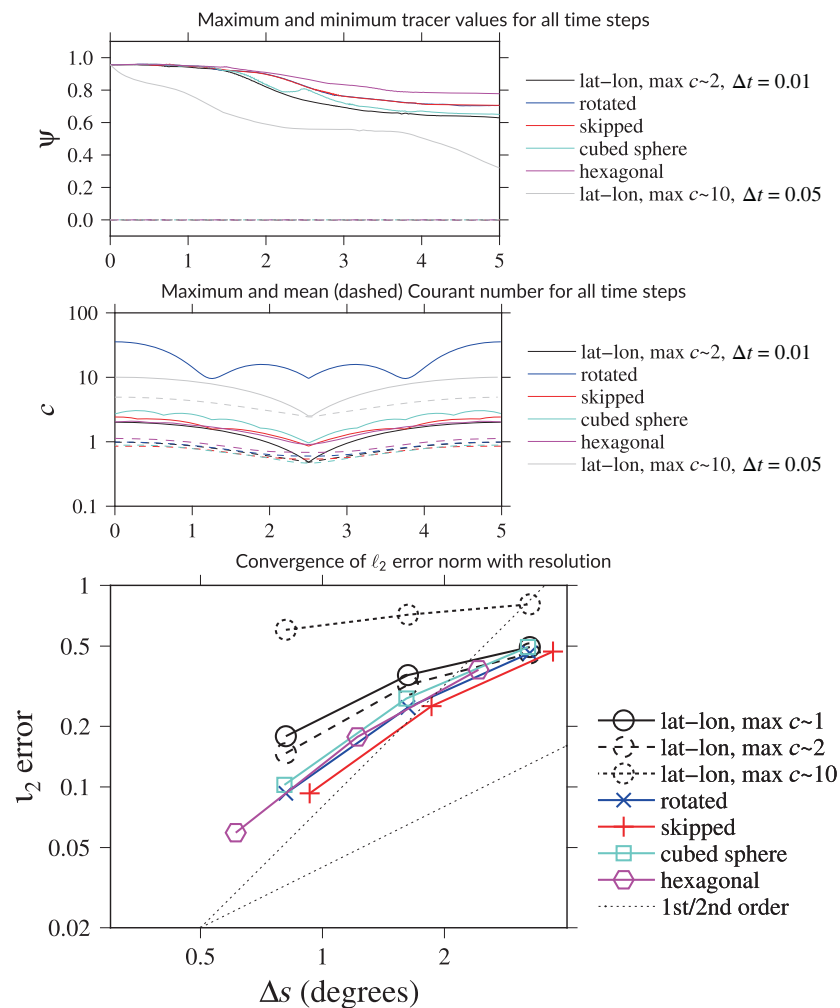 Maximum and minimum tracer values for all time steps
1.0
0.8
0.6
0.4
0.2
0.0
ψ
0 1 2 3 4 5
lat−lon, max c~2, Δt = 0.01
rotated
skipped
cubed sphere
hexagonal
lat−lon, max c~10, Δt = 0.05
Maximum and mean (dashed) Courant number for all time steps
100
10
1
0.1
c
0 1 2 3 4 5
lat−lon, max c~2, Δt = 0.01
rotated
skipped
cubed sphere
hexagonal
lat−lon, max c~10, Δt = 0.05
Convergence of ℓ₂ error norm with resolution
1
0.5
0.2
0.1
0.05
0.02
ι₂ error
0.5 1 2
Δs (degrees)
lat−lon, max c~1
lat−lon, max c~2
lat−lon, max c~10
rotated
skipped
cubed sphere
hexagonal
1st/2nd order